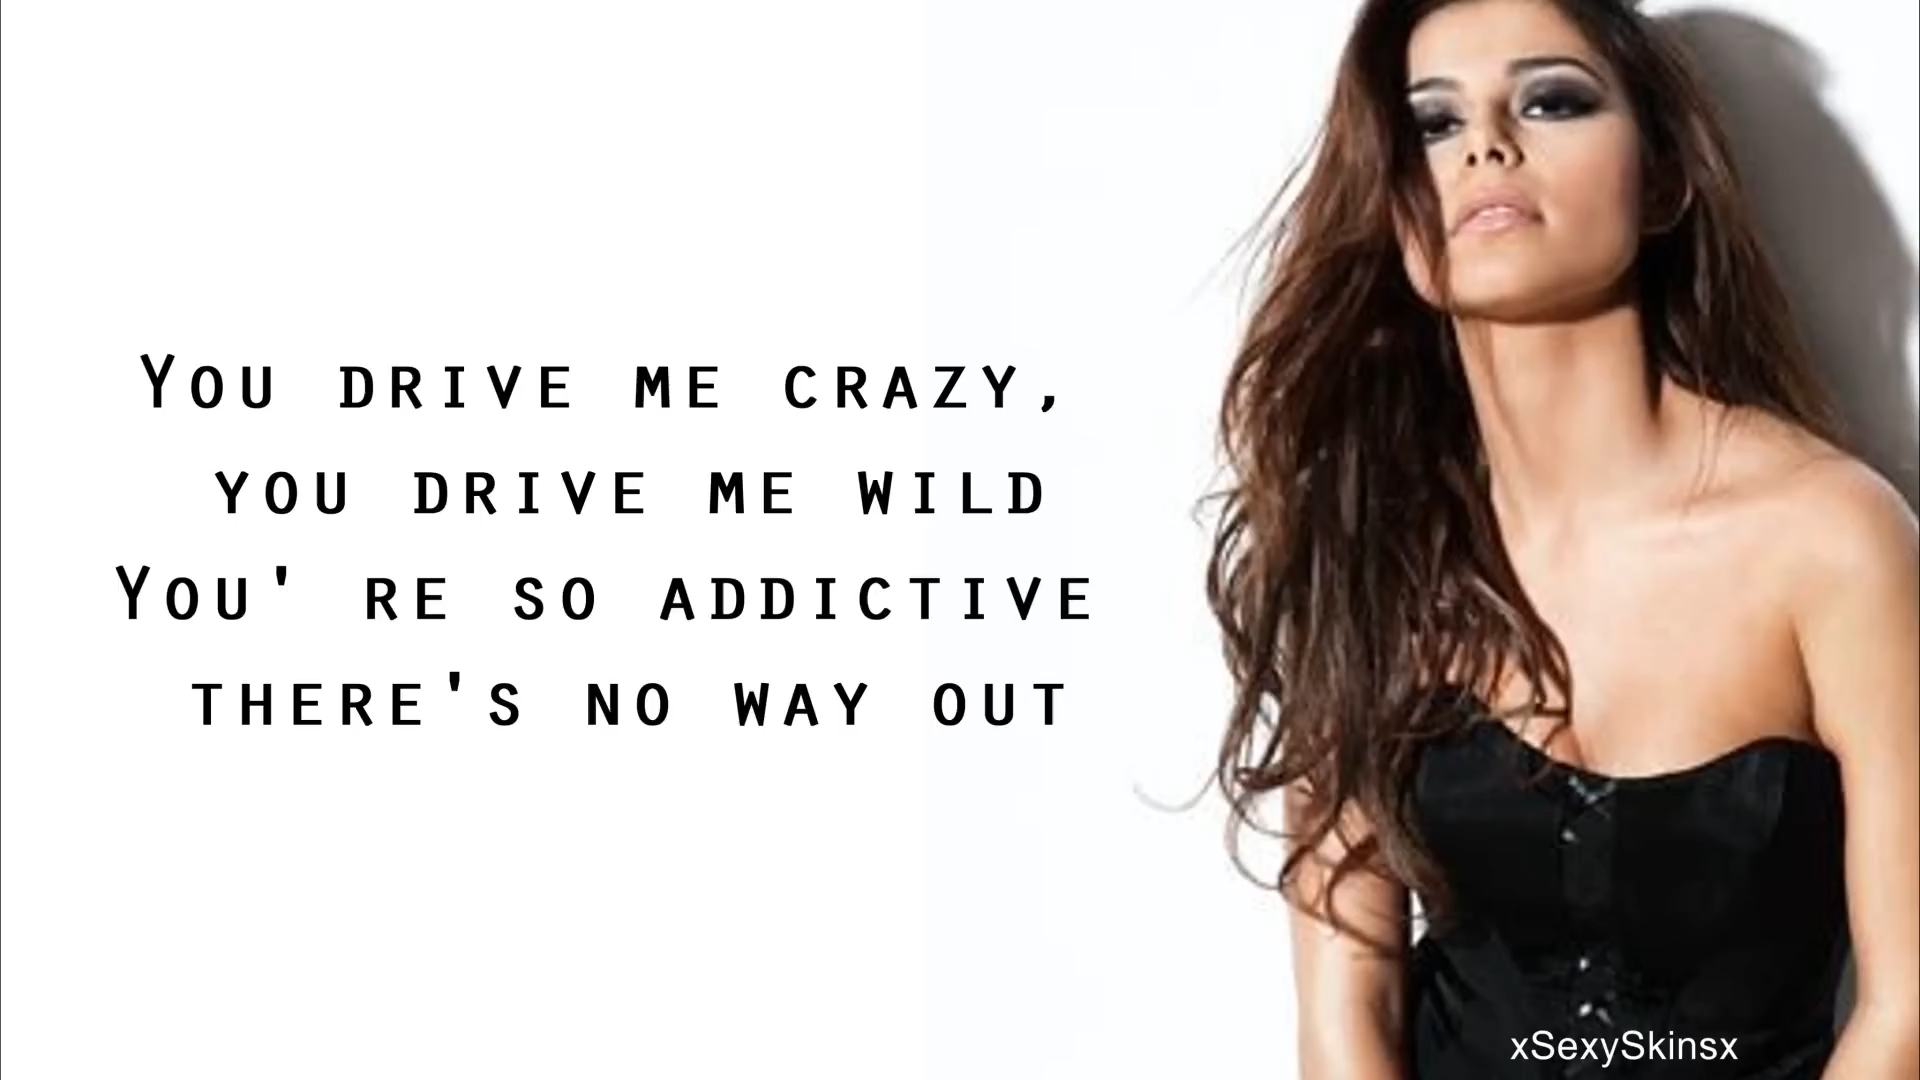 You drive me crazy,
you drive me wild
You' re so addictive
there's no way out
xSexySkinsx